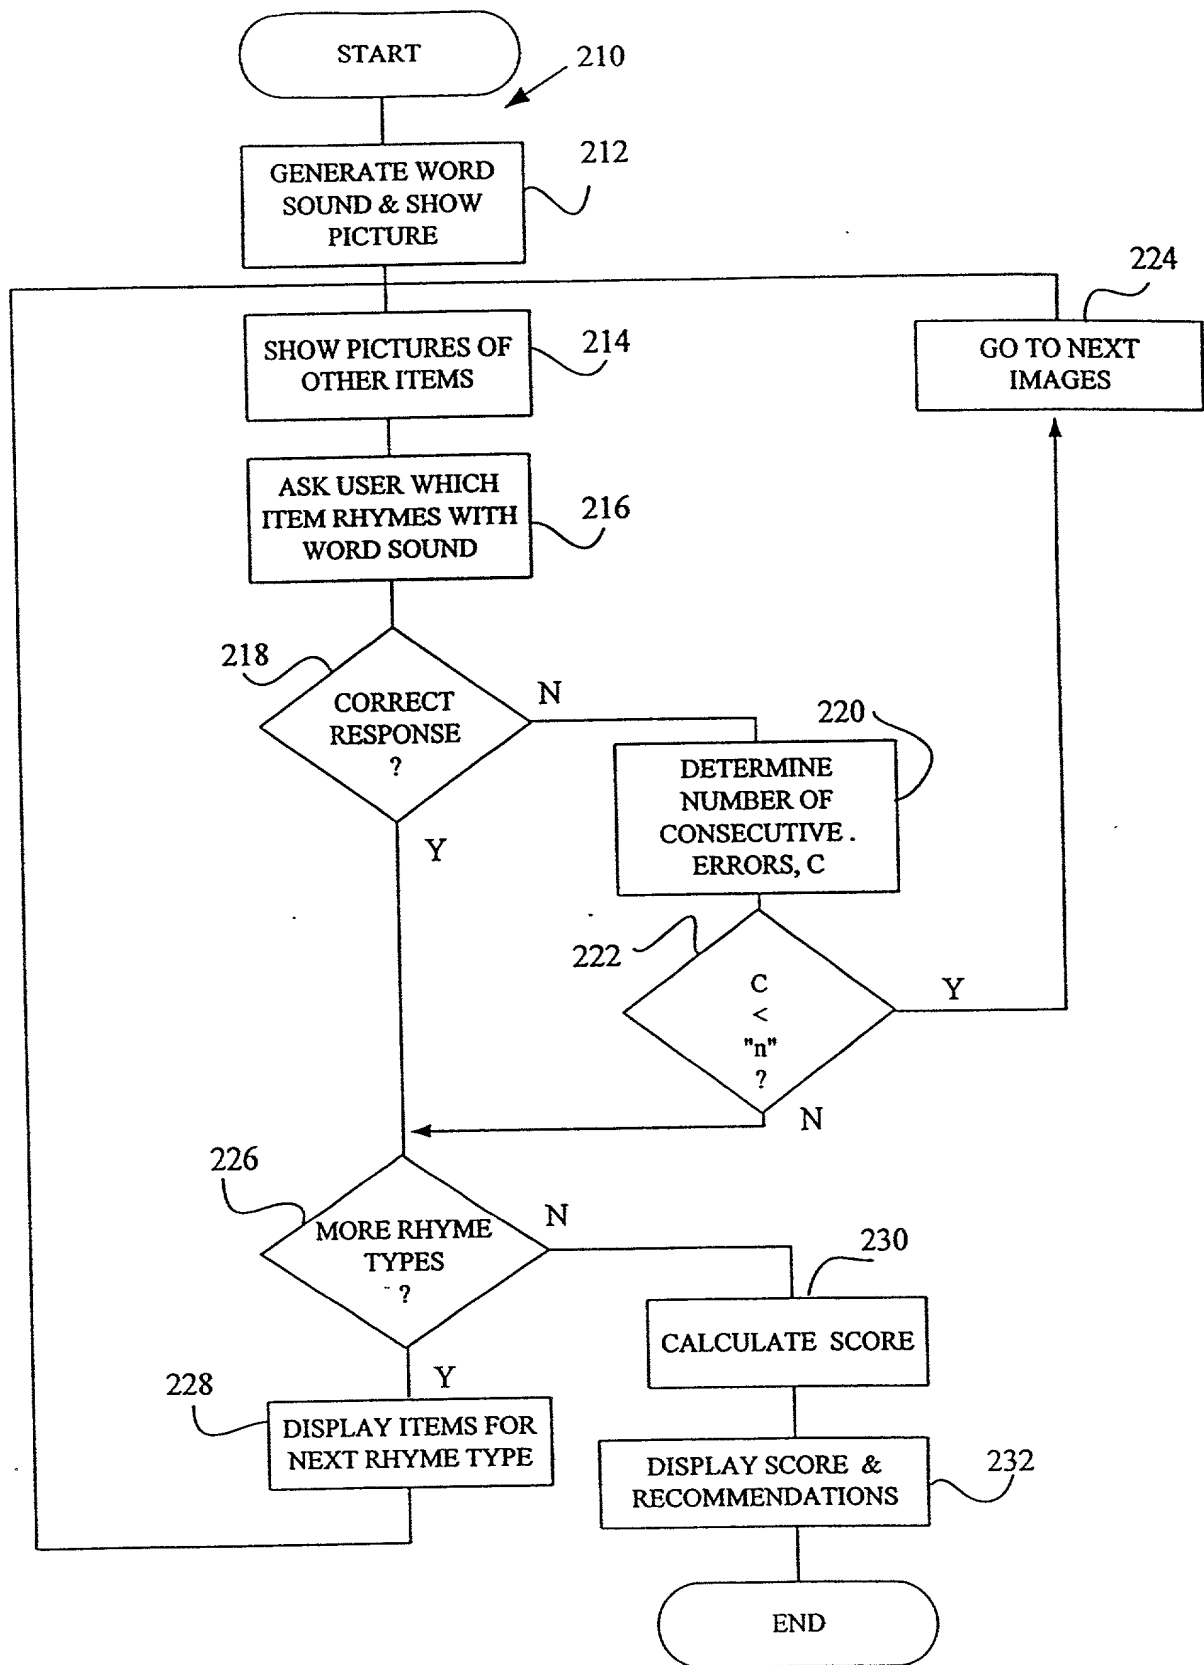 START
210
GENERATE WORD
SOUND & SHOW
PICTURE
212
224
GO TO NEXT
IMAGES
SHOW PICTURES OF
OTHER ITEMS
214
ASK USER WHICH
ITEM RHYMES WITH
WORD SOUND
216
218
CORRECT
RESPONSE
?
N
Y
220
DETERMINE
NUMBER OF
CONSECUTIVE .
ERRORS, C
222
C
<
"n"
?
Y
N
226
MORE RHYME
TYPES
?
N
Y
228
DISPLAY ITEMS FOR
NEXT RHYME TYPE
230
CALCULATE SCORE
DISPLAY SCORE &
RECOMMENDATIONS
232
END